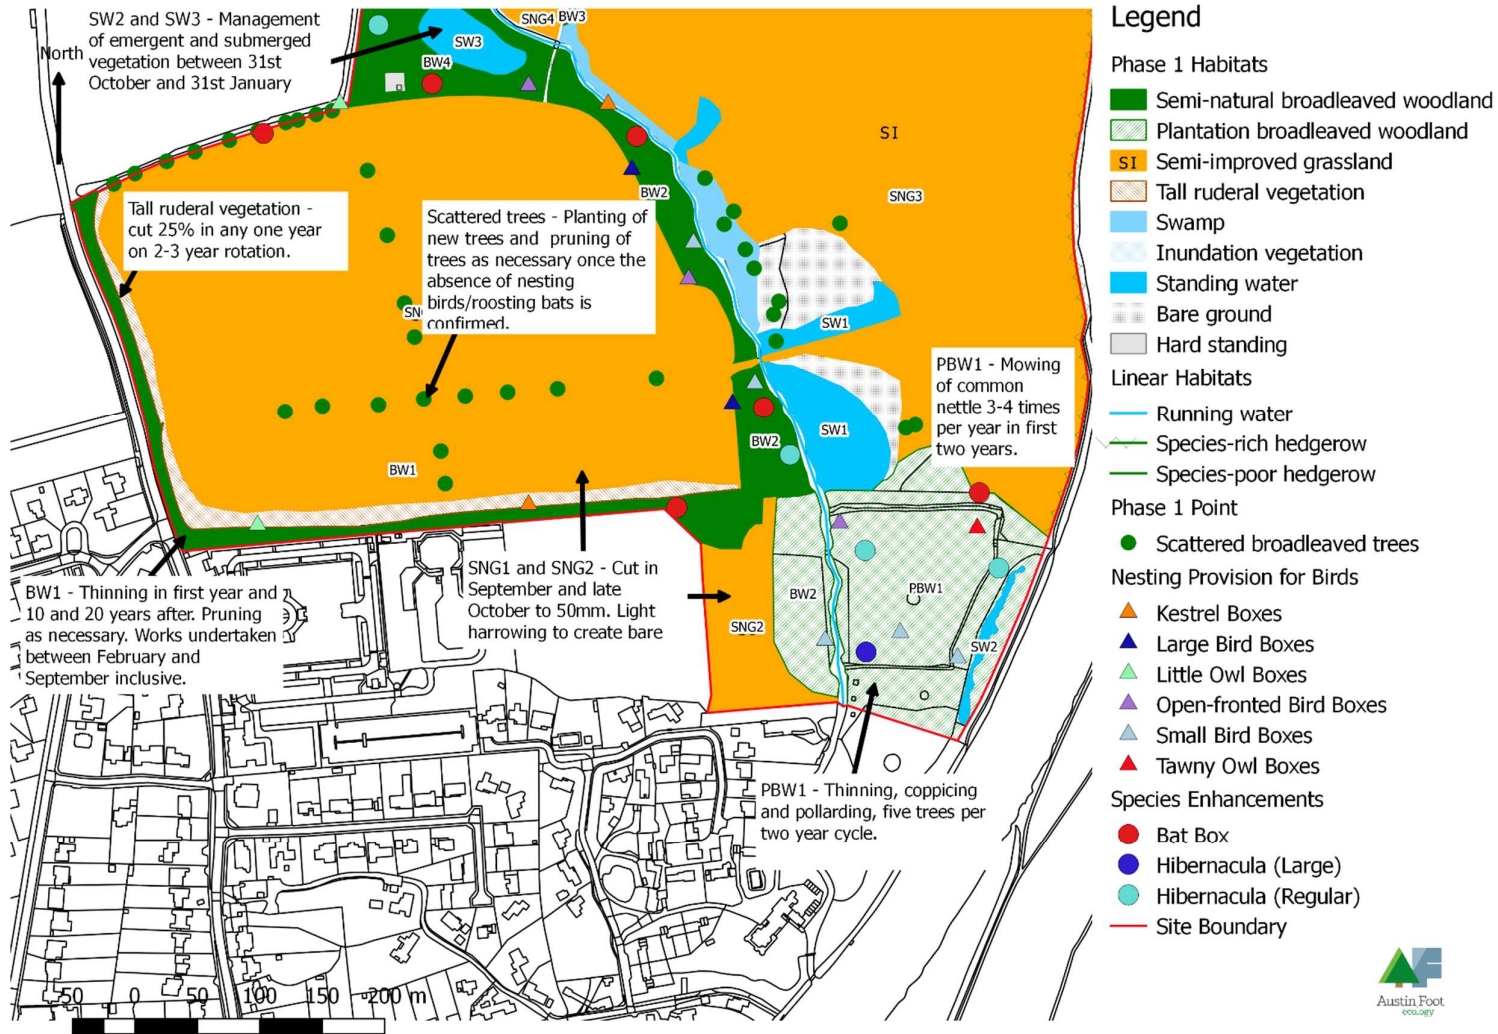 SW2 and SW3 - Management
of emergent and submerged
vegetation between 31st
October and 31st January
North
SW3
BW4
SNG4
BW3
SI
SNG3
BW2
Tall ruderal vegetation -
cut 25% in any one year
on 2-3 year rotation.
Scattered trees - Planting of
new trees and pruning of
trees as necessary once the
absence of nesting
birds/roosting bats is
confirmed.
SW1
PBW1 - Mowing
of common
nettle 3-4 times
per year in first
two years.
SW1
BW2
BW1
BW1 - Thinning in first year and
10 and 20 years after. Pruning
as necessary. Works undertaken
between February and
September inclusive.
SNG1 and SNG2 - Cut in
September and late
October to 50mm. Light
harrowing to create bare
SNG2
BW2
PBW1
SW2
PBW1 - Thinning, coppicing
and pollarding, five trees per
two year cycle.
50 0 50 100 150 200 m
Legend
Phase 1 Habitats
Semi-natural broadleaved woodland
Plantation broadleaved woodland
SI Semi-improved grassland
Tall ruderal vegetation
Swamp
Inundation vegetation
Standing water
Bare ground
Hard standing
Linear Habitats
Running water
Species-rich hedgerow
Species-poor hedgerow
Phase 1 Point
Scattered broadleaved trees
Nesting Provision for Birds
Kestrel Boxes
Large Bird Boxes
Little Owl Boxes
Open-fronted Bird Boxes
Small Bird Boxes
Tawny Owl Boxes
Species Enhancements
Bat Box
Hibernacula (Large)
Hibernacula (Regular)
Site Boundary
Austin Foot
ecology